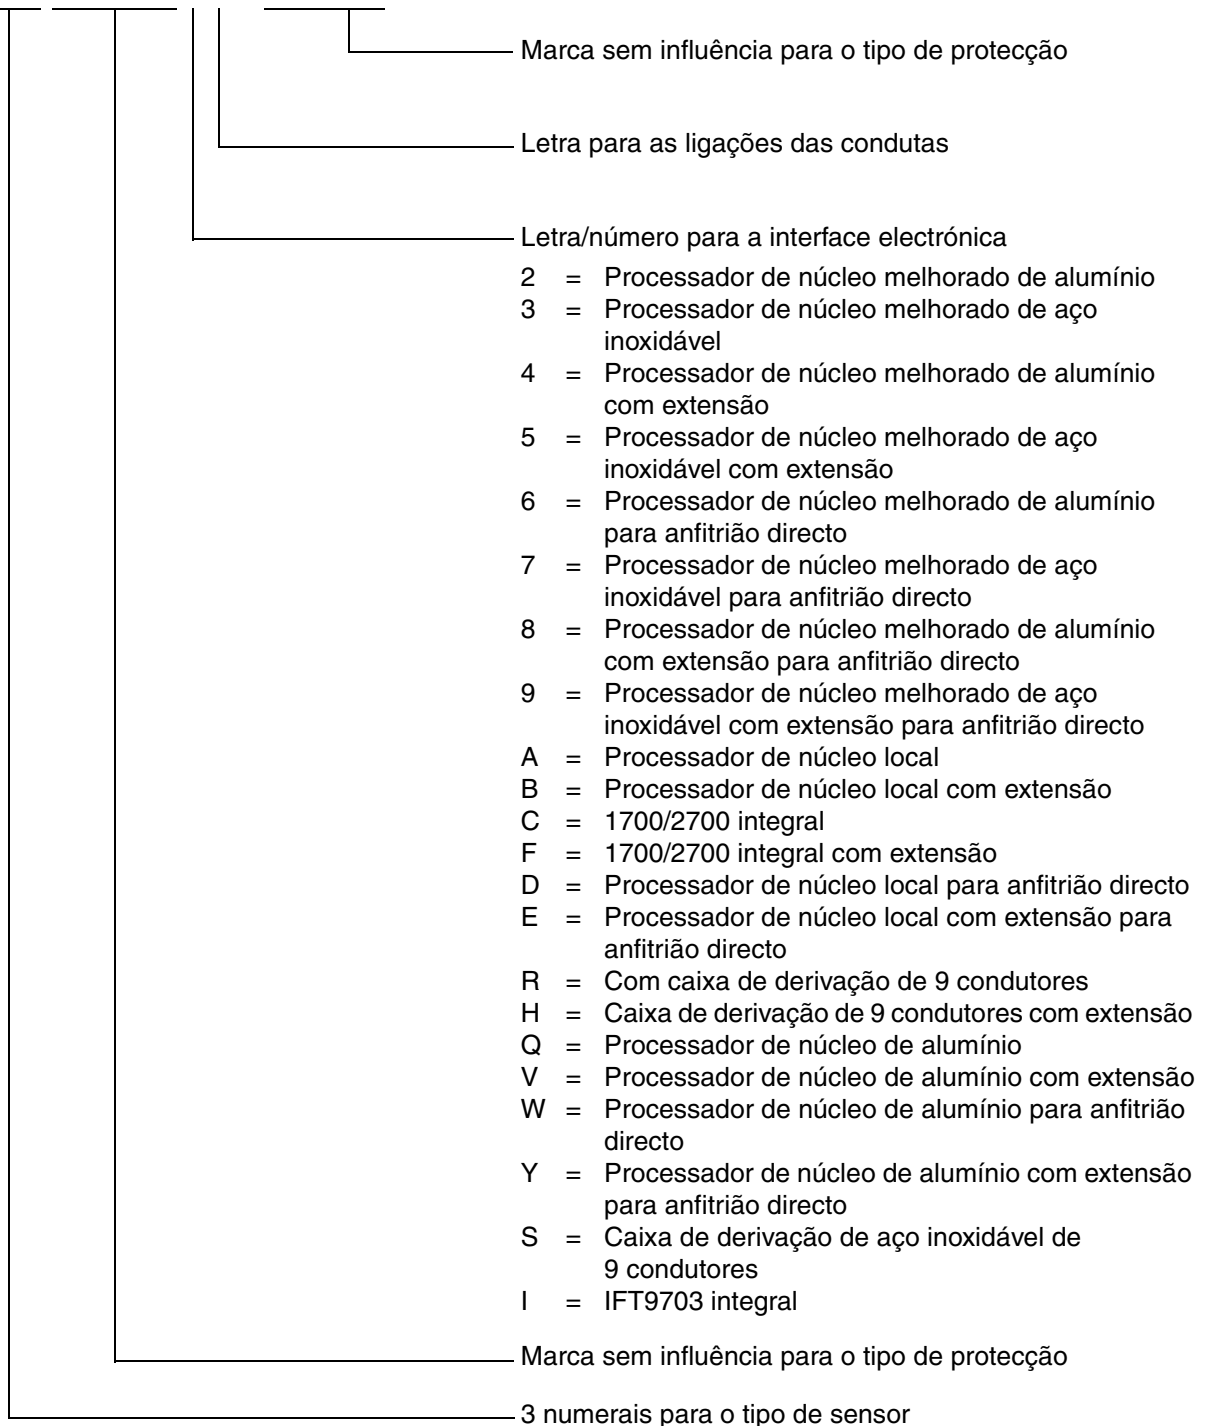 Marca sem influência para o tipo de protecção
Letra para as ligações das condutas
Letra/número para a interface electrónica
2 = Processador de núcleo melhorado de alumínio
3 = Processador de núcleo melhorado de aço
inoxidável
4 = Processador de núcleo melhorado de alumínio
com extensão
5 = Processador de núcleo melhorado de aço
inoxidável com extensão
6 = Processador de núcleo melhorado de alumínio
para anfitrião directo
7 = Processador de núcleo melhorado de aço
inoxidável para anfitrião directo
8 = Processador de núcleo melhorado de alumínio
com extensão para anfitrião directo
9 = Processador de núcleo melhorado de aço
inoxidável com extensão para anfitrião directo
A = Processador de núcleo local
B = Processador de núcleo local com extensão
C = 1700/2700 integral
F = 1700/2700 integral com extensão
D = Processador de núcleo local para anfitrião directo
E = Processador de núcleo local com extensão para
anfitrião directo
R = Com caixa de derivação de 9 condutores
H = Caixa de derivação de 9 condutores com extensão
Q = Processador de núcleo de alumínio
V = Processador de núcleo de alumínio com extensão
W = Processador de núcleo de alumínio para anfitrião
directo
Y = Processador de núcleo de alumínio com extensão
para anfitrião directo
S = Caixa de derivação de aço inoxidável de
9 condutores
I = IFT9703 integral
Marca sem influência para o tipo de protecção
3 numerais para o tipo de sensor